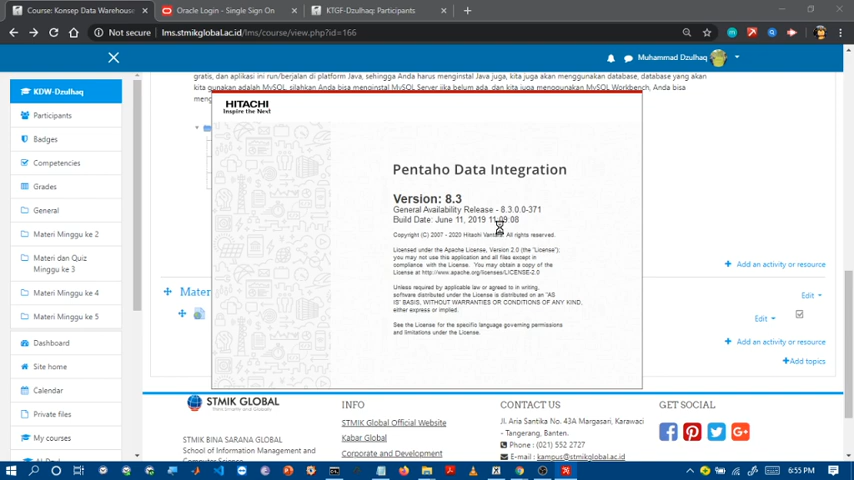 Course: Konsep Data Warehouse
Oracle Login - Single Sign On
KTGF-Dzulhaq: Participants
Not secure
lms.stmikglobal.ac.id/lms/course/view.php?id=166
Muhammad Dzulhaq
gratis, dan aplikasi ini run/berjalan di platform Java, sehingga Anda harus menginstal Java juga, kita juga akan menggunakan database, database yang akan
kita gunakan adalah MySQL, silahkan Anda bisa menginstal MySQL Server jika belum ada, dan kita juga menggunakan MySQL Workbench, Anda bisa
KDW-Dzulhaq
Participants
Badges
Competencies
Grades
General
Materi Minggu ke 2
Materi dan Quiz
Minggu ke 3
Materi Minggu ke 4
Materi Minggu ke 5
Dashboard
Site home
Calendar
Private files
My courses
HITACHI
Inspire the Next
Pentaho Data Integration
Version: 8.3
General Availability Release - 8.3.0.0-371
Build Date: June 11, 2019 11:09:08
Copyright (C) 2007 - 2020 Hitachi Vantara. All rights reserved.
Licensed under the Apache License, Version 2.0 (the "License");
you may not use this application and all files except in
compliance with the License. You may obtain a copy of the
License at http://www.apache.org/licenses/LICENSE-2.0
Unless required by applicable law or agreed to in writing,
software distributed under the License is distributed on an "AS
IS" BASIS, WITHOUT WARRANTIES OR CONDITIONS OF ANY KIND,
either express or implied.
See the License for the specific language governing permissions
and limitations under the License.
Add an activity or resource
Mater
Edit
Edit
Add an activity or resource
Add topics
STMIK GLOBAL
STMIK BINA SARANA GLOBAL
School of Information Management
INFO
STMIK Global Official Website
Kabar Global
Corporate and Development
CONTACT US
Jl. Aria Santika No. 43A Margasari, Karawaci
- Tangerang, Banten.
Phone : (021) 552 2727
E-mail : kampus@stmikglobal.ac.id
GET SOCIAL
6:55 PM